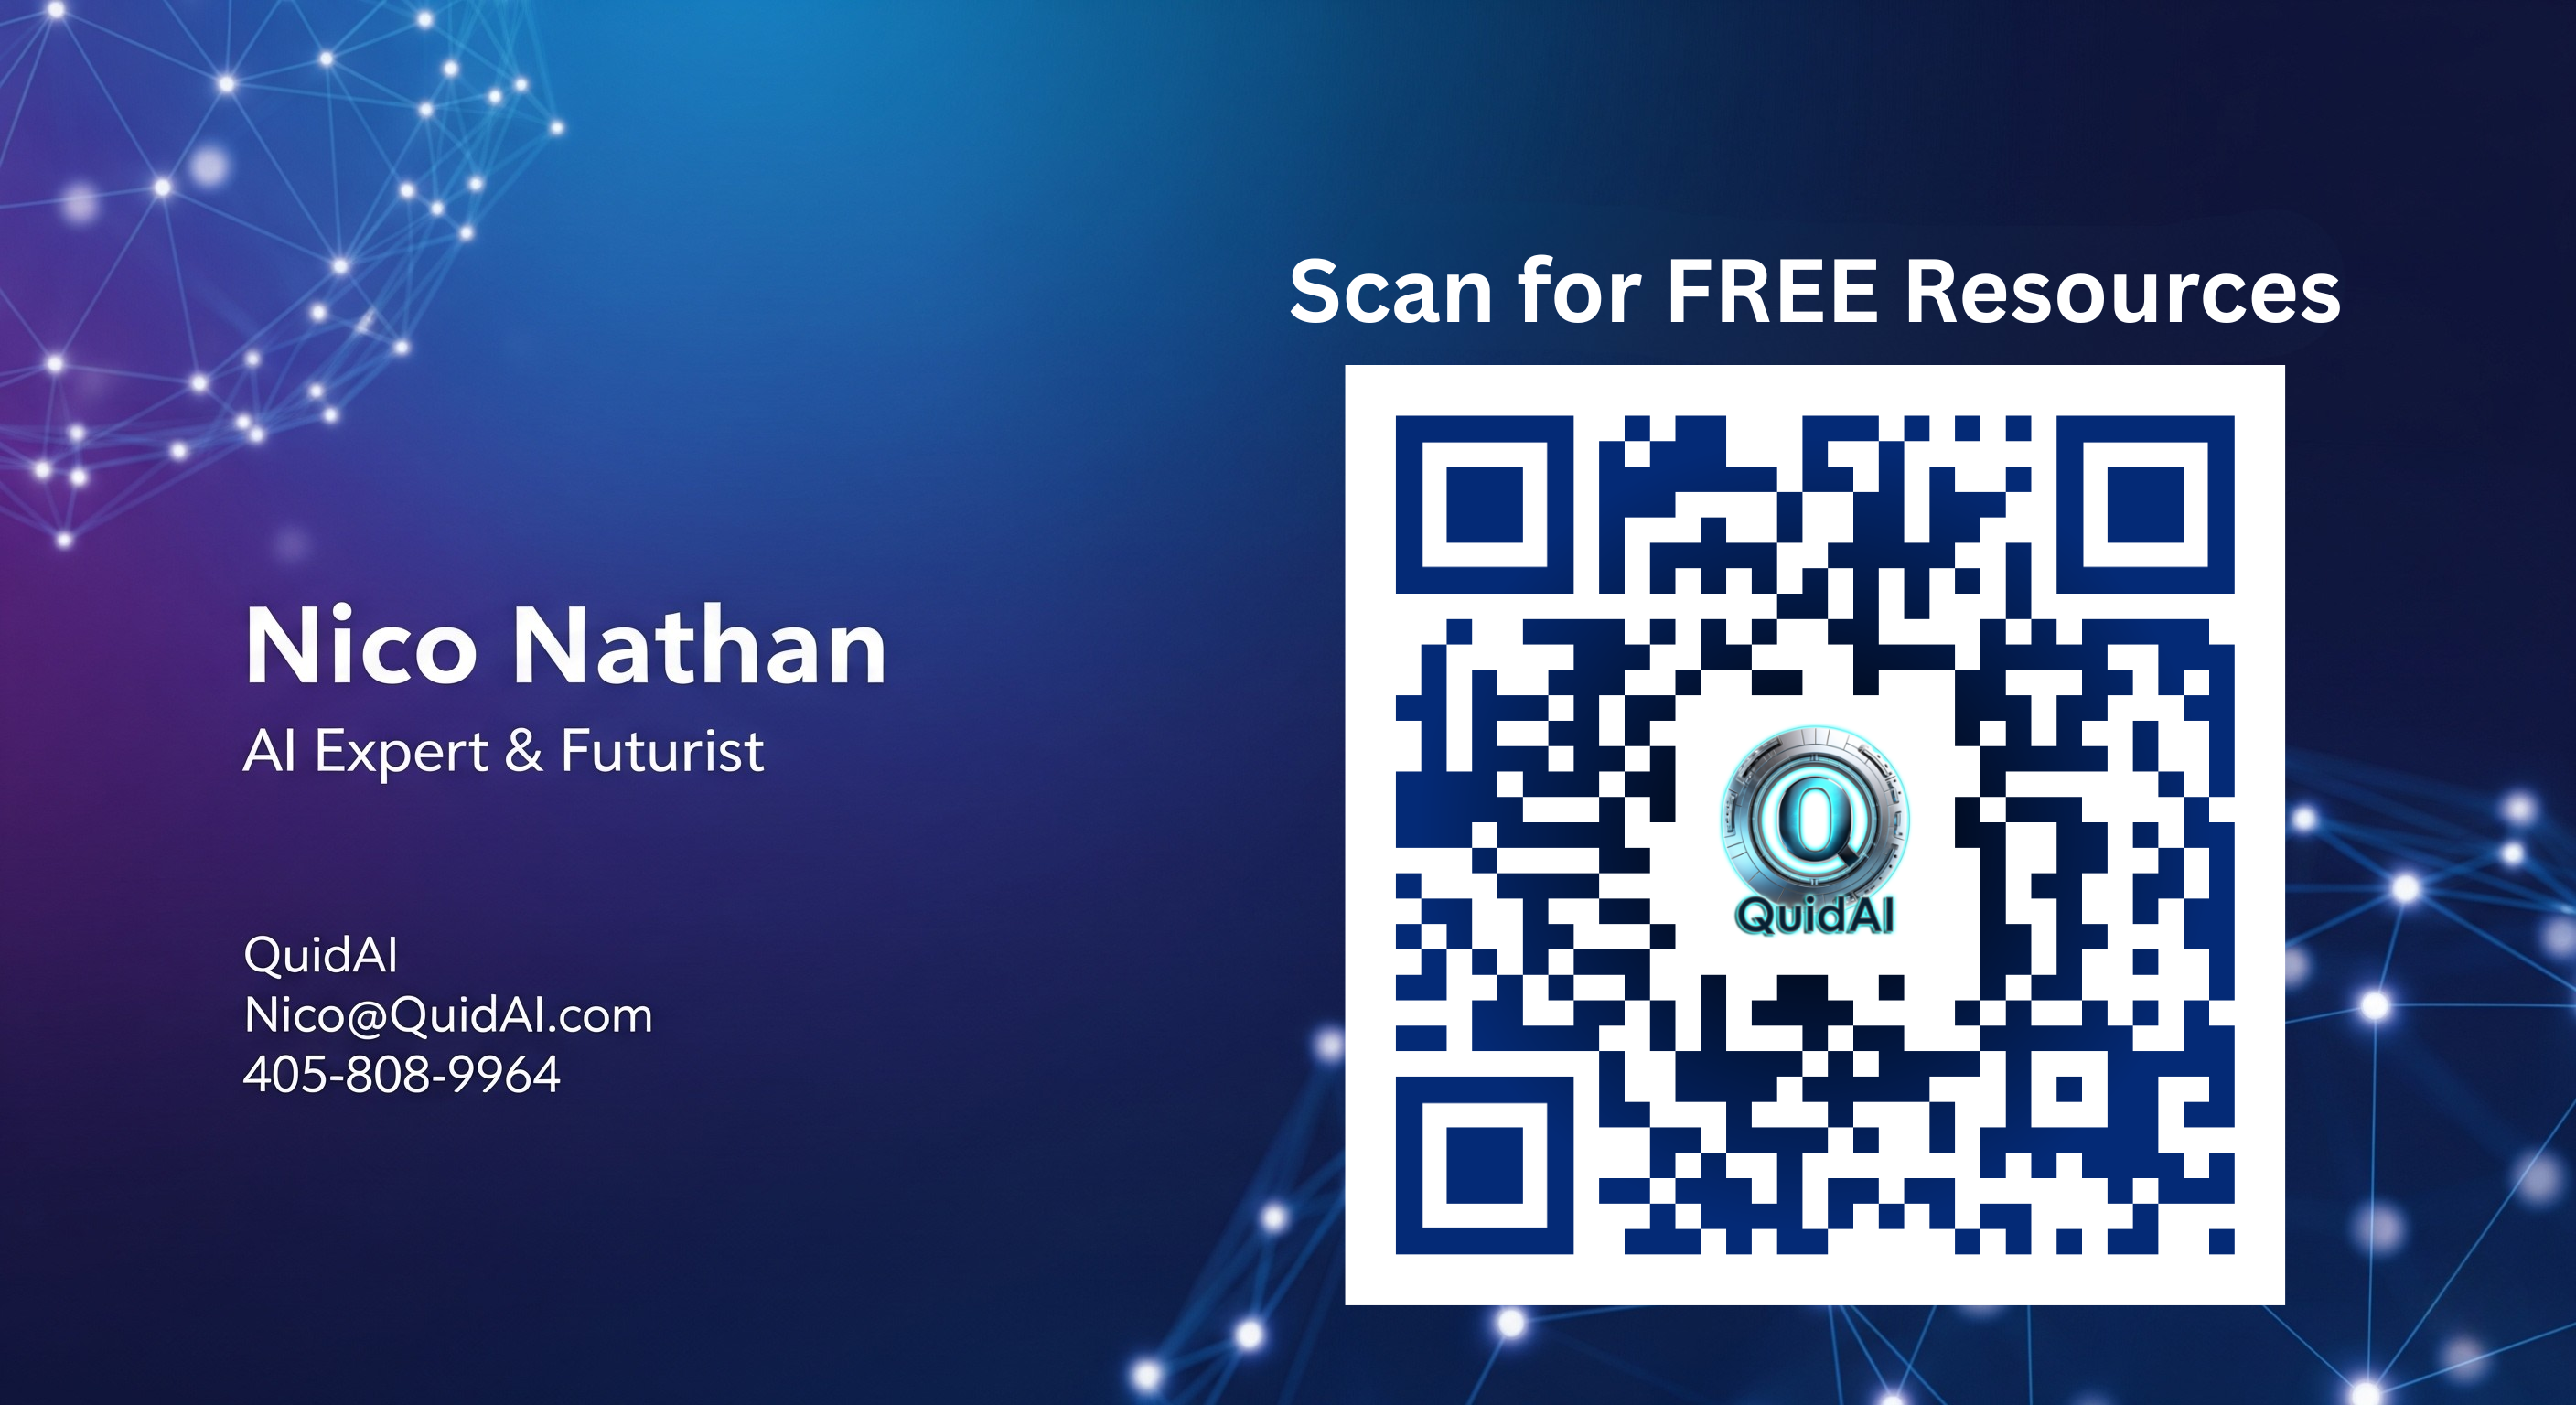 Scan for FREE Resources
Nico Nathan
AI Expert & Futurist
QuidAI
Nico@QuidAI.com
405-808-9964
Q
QuidAI